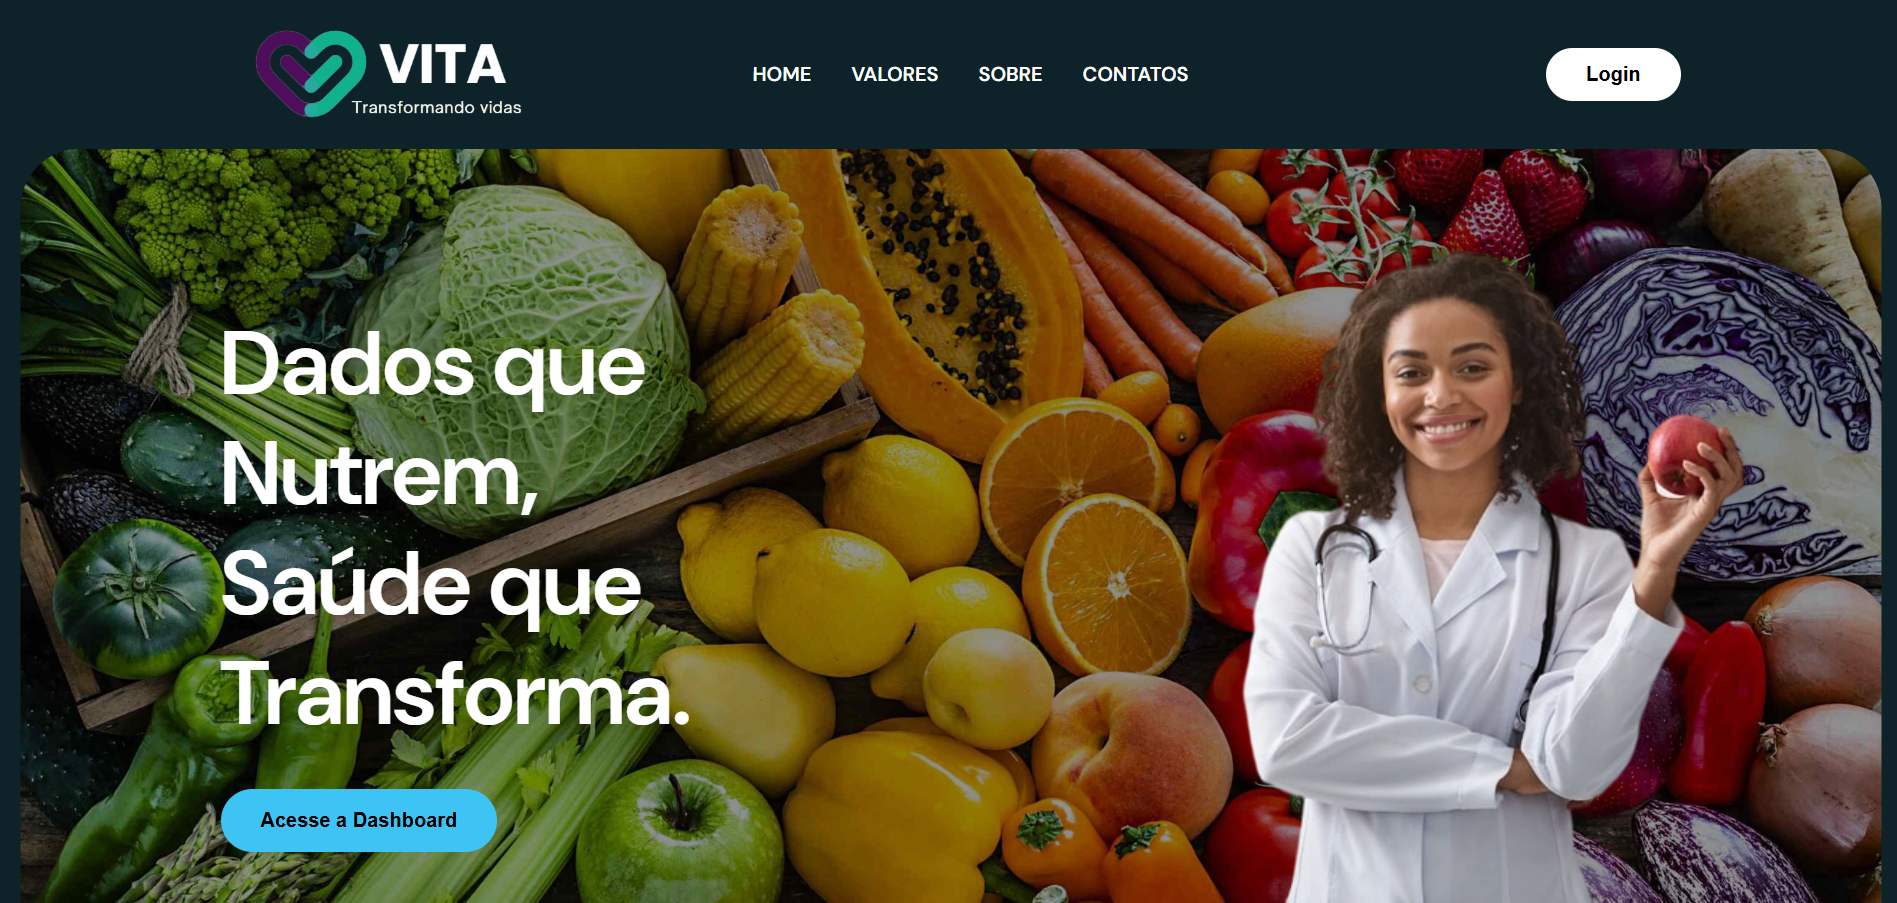 VITA
Transformando vidas
HOME
VALORES
SOBRE
CONTATOS
Login
Dados que
Nutrem,
Saúde que
Transforma.
Acesse a Dashboard